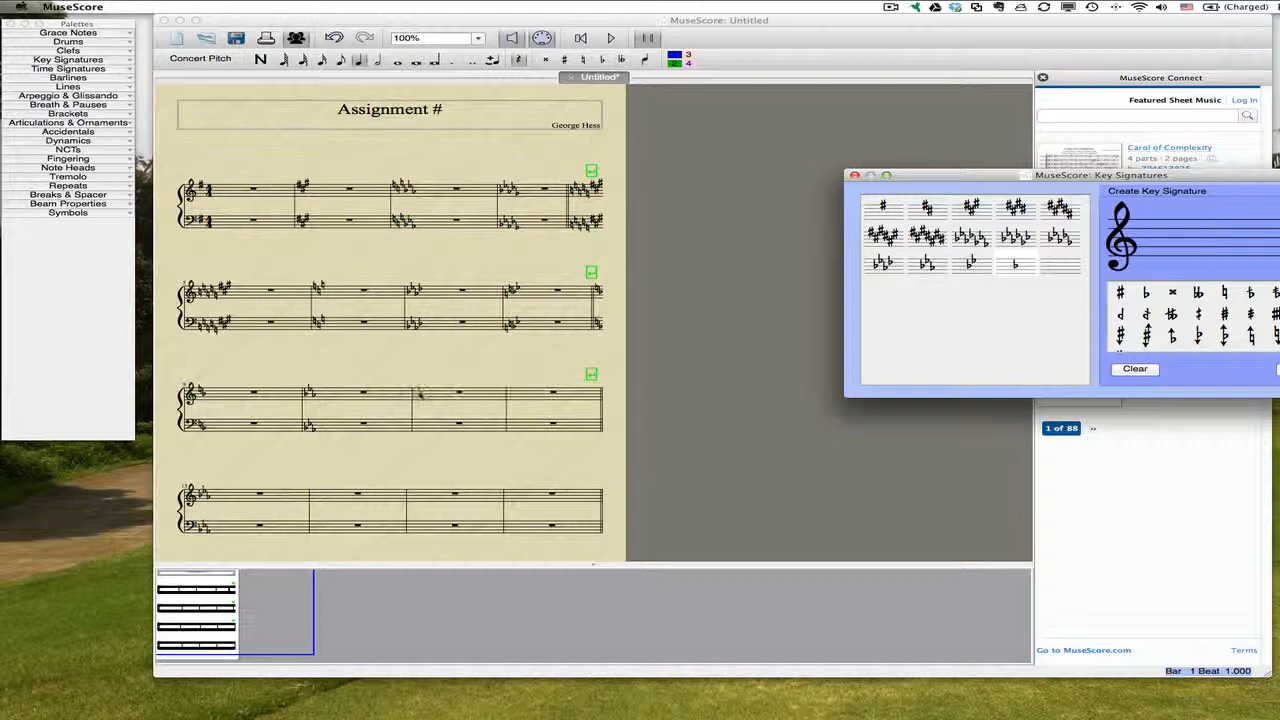 MuseScore
(Charged)
Palettes
Grace Notes
Drums
Clefs
Key Signatures
Time Signatures
Barlines
Lines
Arpeggio & Glissando
Breath & Pauses
Brackets
Articulations & Ornaments
Accidentals
Dynamics
NCTs
Fingering
Note Heads
Tremolo
Repeats
Breaks & Spacer
Beam Properties
Symbols
MuseScore: Untitled
100%
Concert Pitch
N
1 3
2 4
Untitled*
Assignment #
George Hess
MuseScore Connect
Featured Sheet Music | Log In
Carol of Complexity
4 parts · 2 pages
MuseScore: Key Signatures
Create Key Signature
Clear
1 of 88 »
Go to MuseScore.com
Terms
Bar 1 Beat 1.000